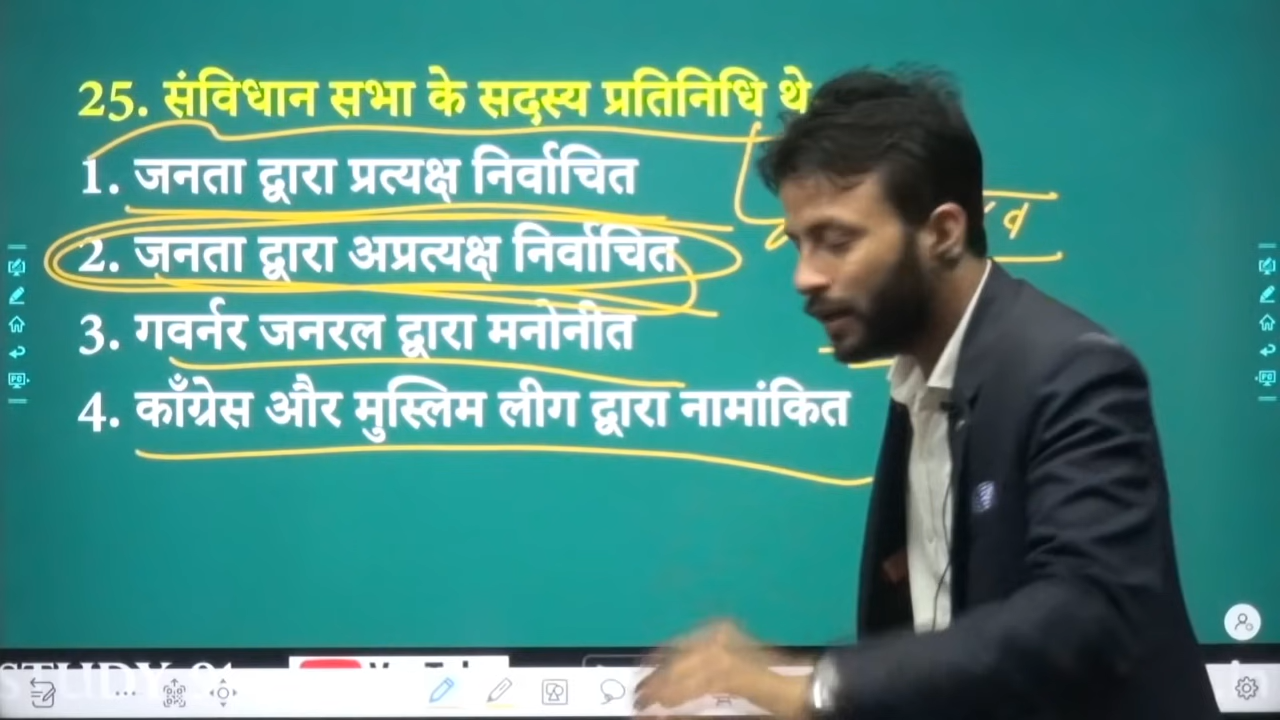 25. संविधान सभा के सदस्य प्रतिनिधि थे
1. जनता द्वारा प्रत्यक्ष निर्वाचित
2. जनता द्वारा अप्रत्यक्ष निर्वाचित
3. गवर्नर जनरल द्वारा मनोनीत
4. काँग्रेस और मुस्लिम लीग द्वारा नामांकित